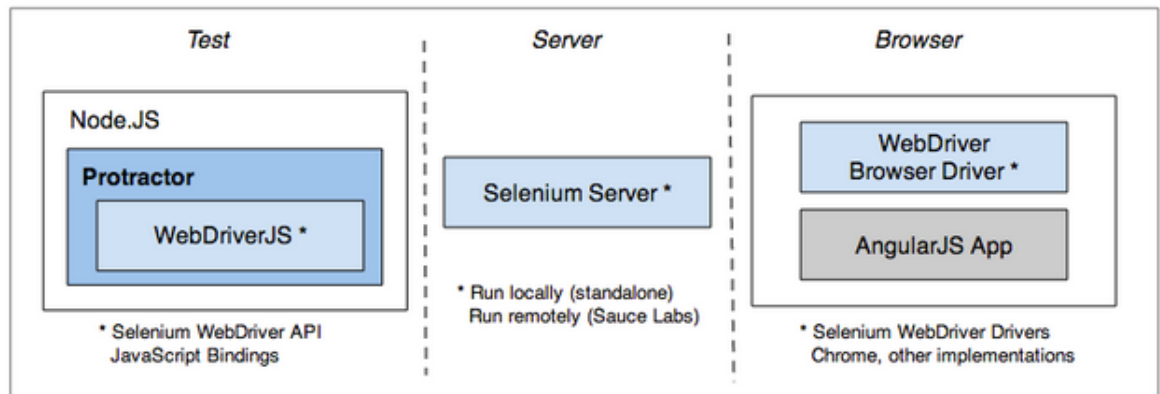 Test
Server
Browser
Node.JS
Protractor
WebDriverJS *
* Selenium WebDriver API
JavaScript Bindings
Selenium Server *
* Run locally (standalone)
Run remotely (Sauce Labs)
WebDriver
Browser Driver *
AngularJS App
* Selenium WebDriver Drivers
Chrome, other implementations